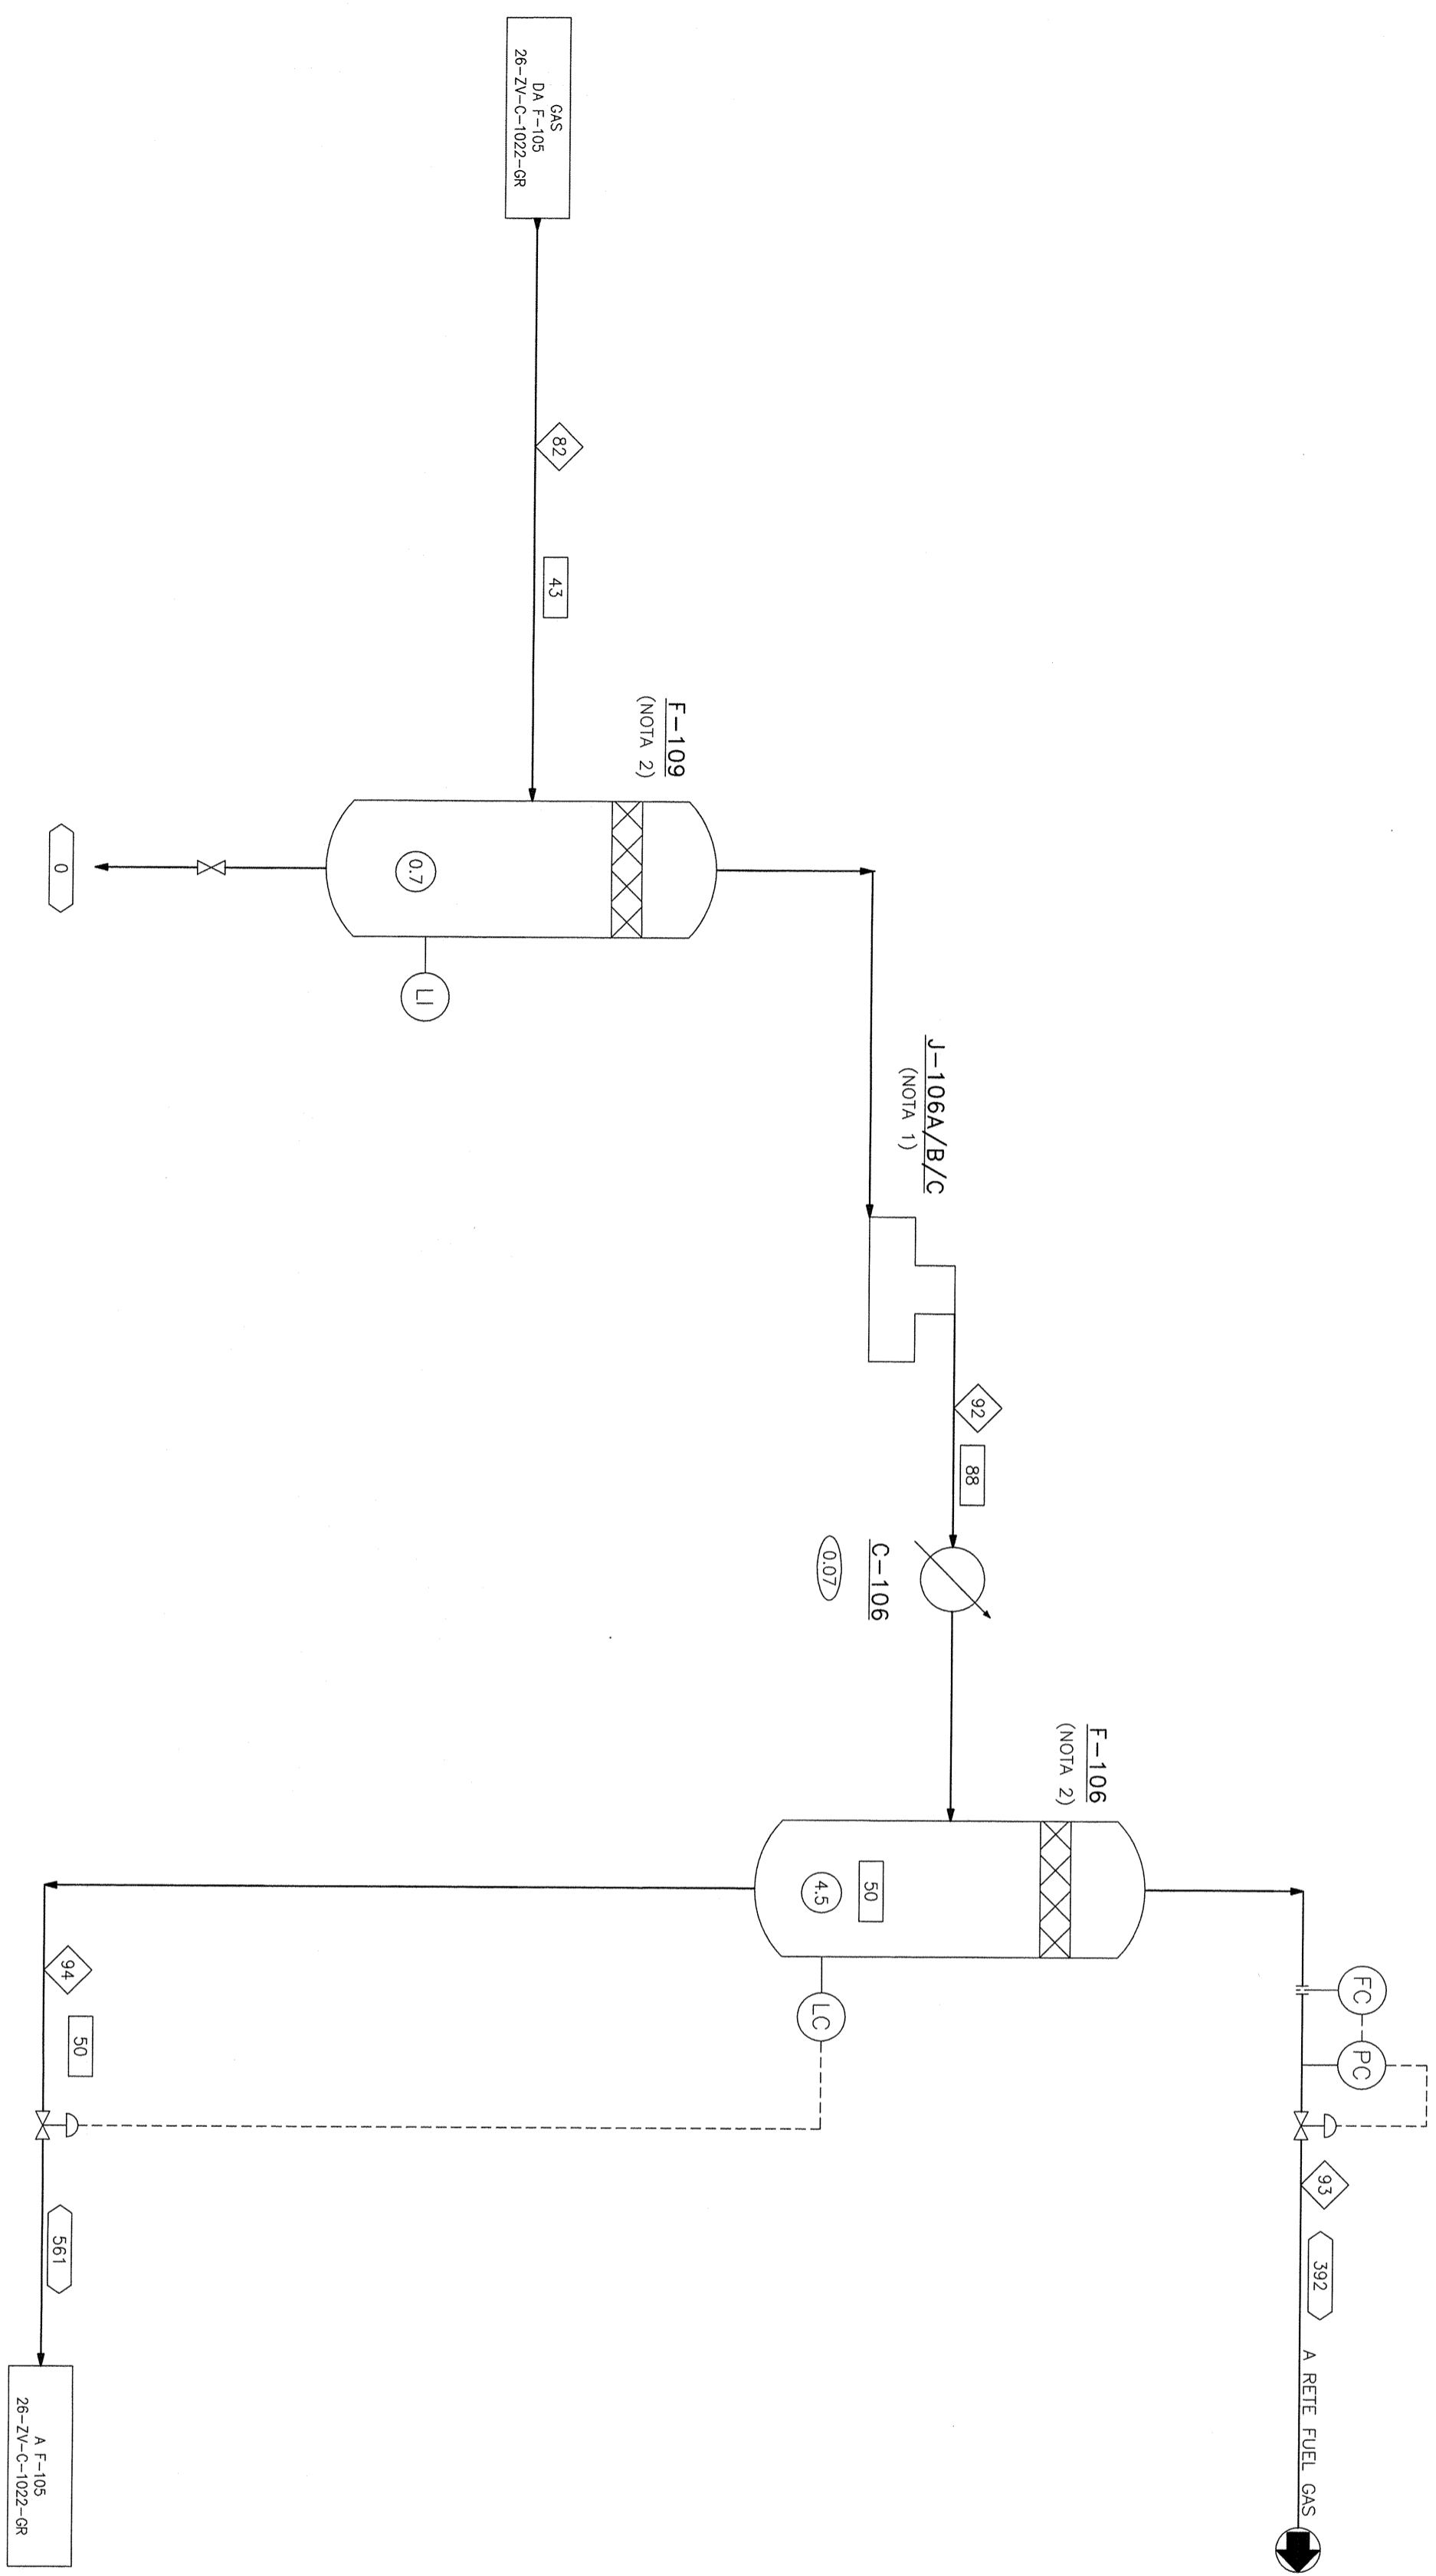 GAS
DA F-105
26-ZV-C-1022-GR
82
43
F-109
(NOTA 2)
0.7
LI
0
J-106A/B/C
(NOTA 1)
92
88
C-106
0.07
F-106
(NOTA 2)
50
4.5
LC
FC
PC
93
392
A RETE FUEL GAS
94
50
561
A F-105
26-ZV-C-1022-GR